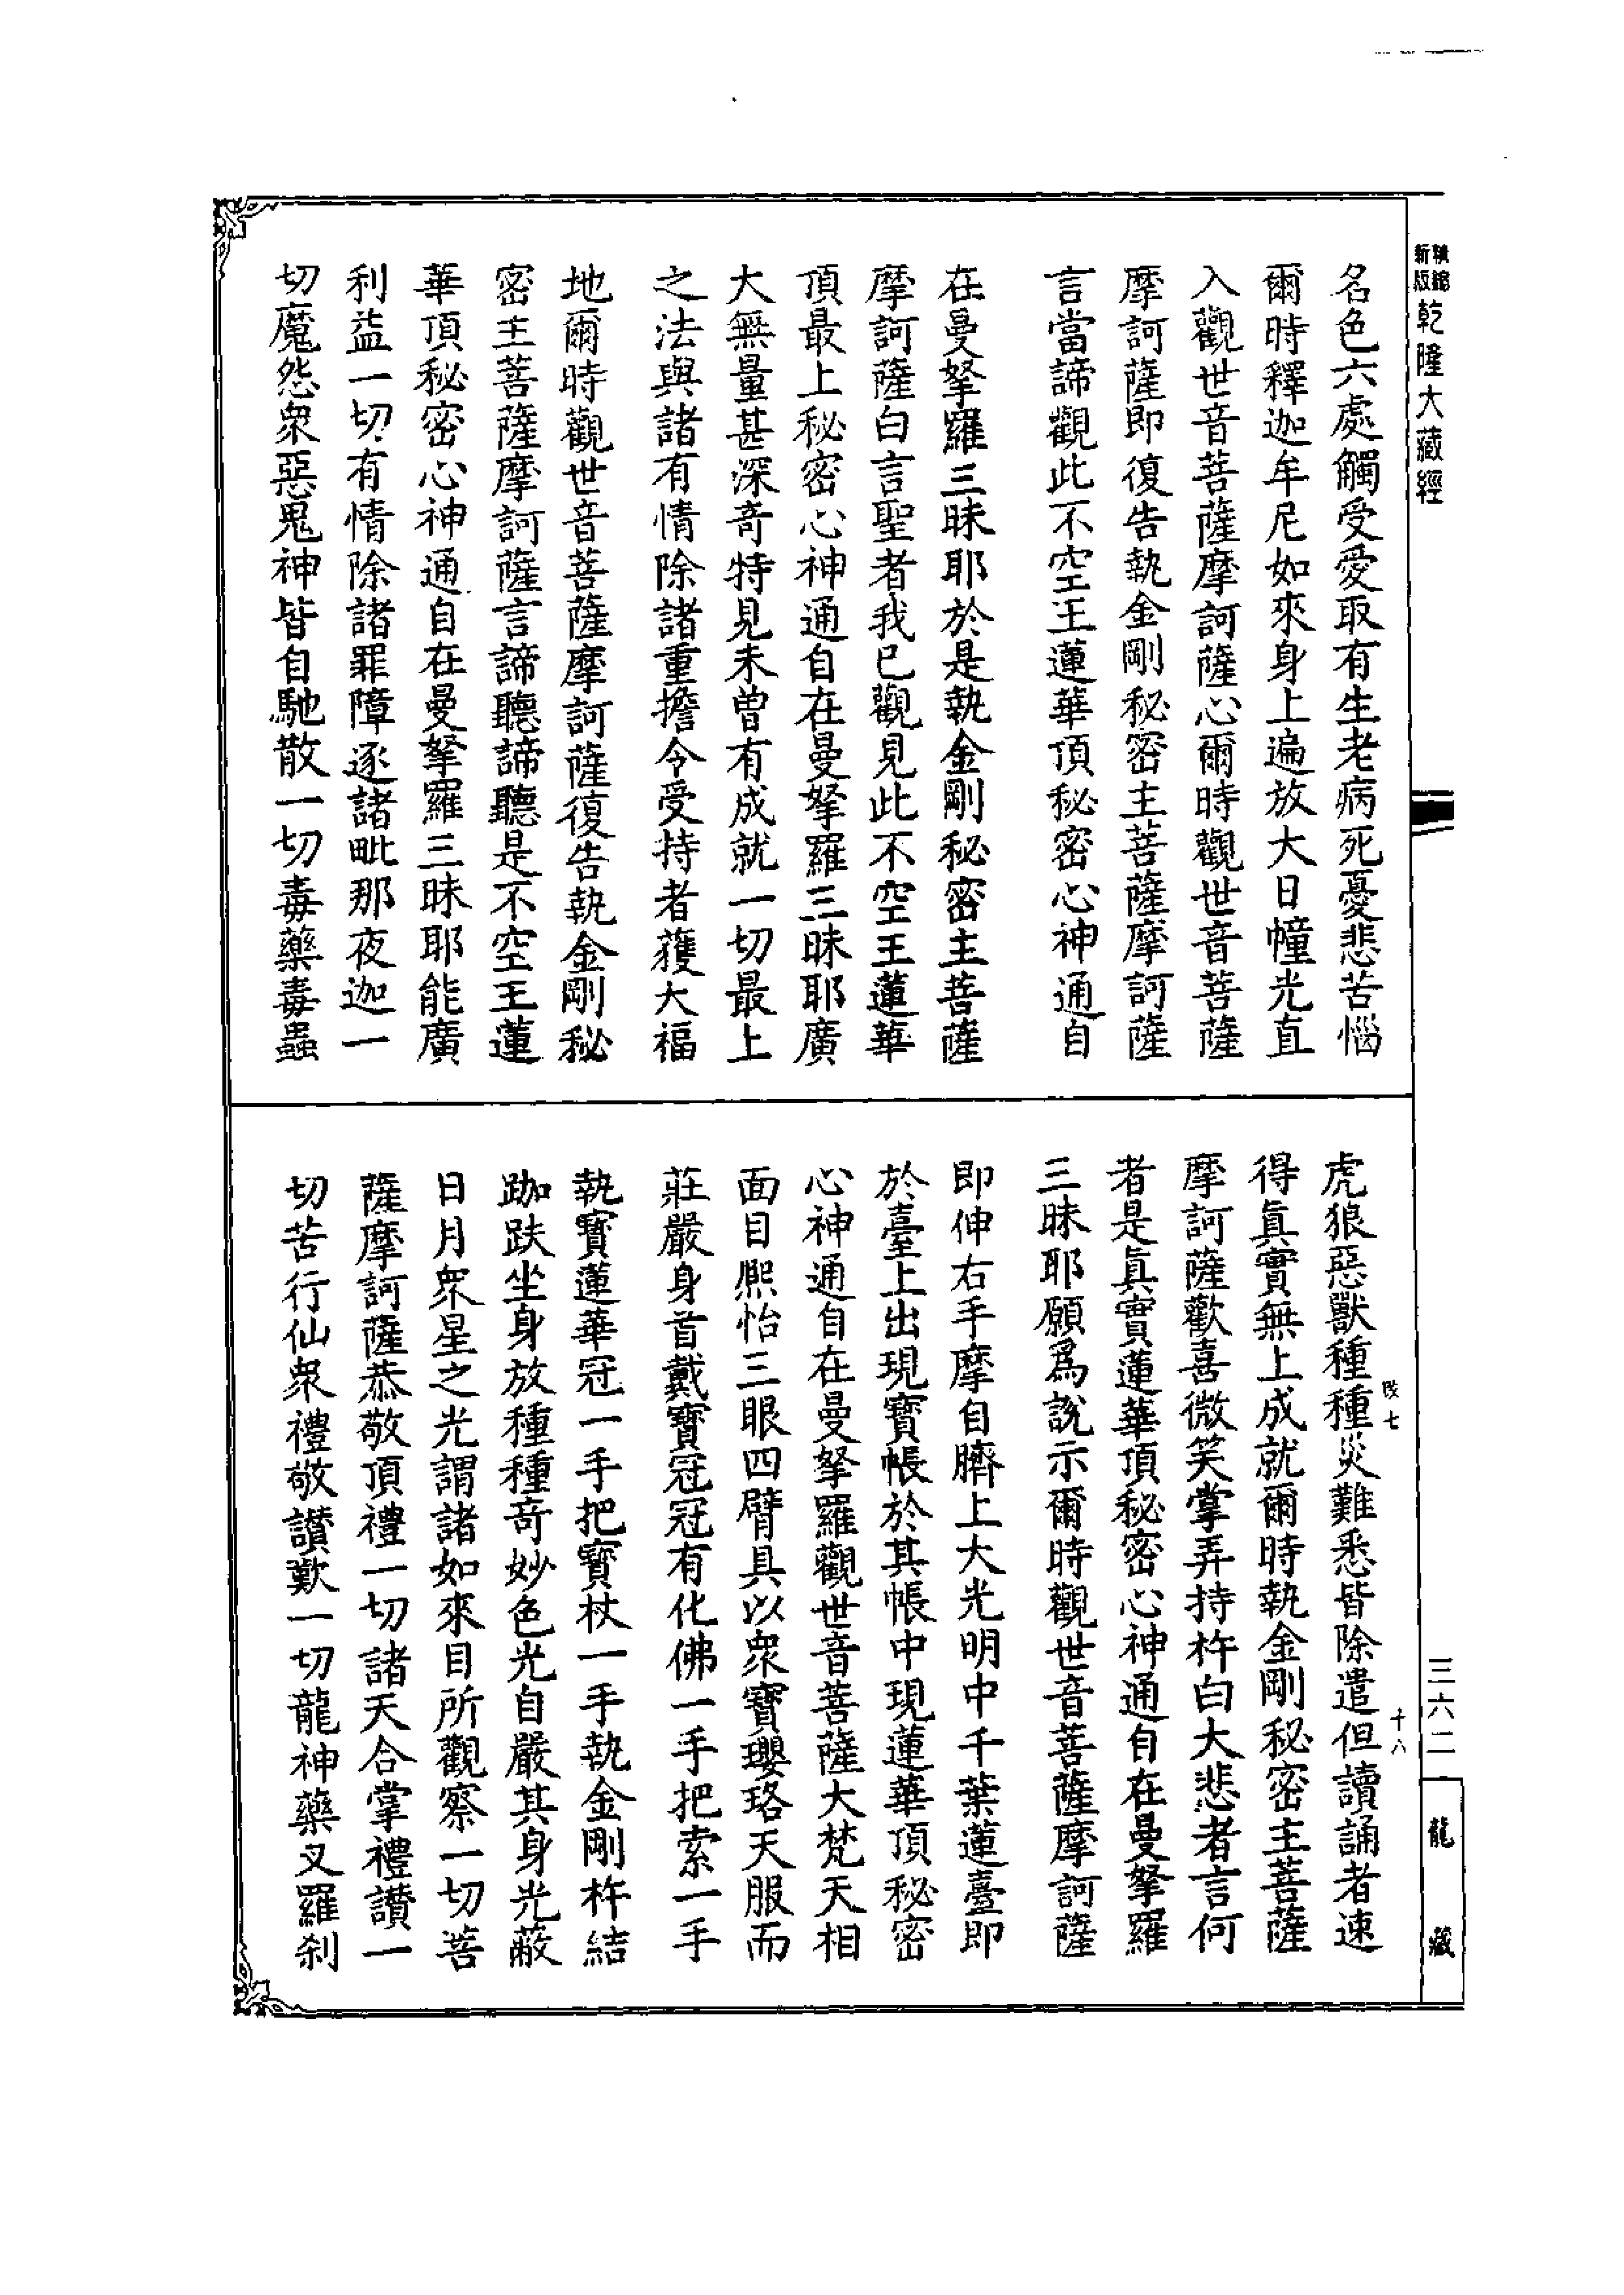 新版
精縮
乾隆大藏經
名色六處觸受愛取有生老病死憂悲苦惱
爾時釋迦牟尼如來身上遍放大日幢光直
入觀世音菩薩摩訶薩心爾時觀世音菩薩
摩訶薩即復告執金剛秘密主菩薩摩訶薩
言當諦觀此不空王蓮華頂秘密心神通自
在曼拏羅三昧耶於是執金剛秘密主菩薩
摩訶薩白言聖者我已觀見此不空王蓮華
頂最上秘密心神通自在曼拏羅三昧耶廣
大無量甚深奇特見未曾有成就一切最上
之法與諸有情除諸重擔令受持者獲大福
地爾時觀世音菩薩摩訶薩復告執金剛秘
密主菩薩摩訶薩言諦聽諦聽是不空王蓮
華頂秘密心神通自在曼拏羅三昧耶能廣
利益一切有情除諸罪障逐諸毗那夜迦一
切魔怨衆惡鬼神皆自馳散一切毒藥毒蟲
虎狼惡獸種種災難悉皆除遣但讀誦者速
得眞實無上成就爾時執金剛秘密主菩薩
摩訶薩歡喜微笑掌弄持杵白大悲者言何
者是眞實蓮華頂秘密心神通自在曼拏羅
三昧耶願爲說示爾時觀世音菩薩摩訶薩
即伸右手摩自臍上大光明中千葉蓮臺即
於臺上出現寶帳於其帳中現蓮華頂秘密
心神通自在曼拏羅觀世音菩薩大梵天相
面目熙怡三眼四臂具以衆寶瓔珞天服而
莊嚴身首戴寶冠冠有化佛一手把索一手
執寶蓮華冠一手把寶杖一手執金剛杵結
跏趺坐身放種種奇妙色光自嚴其身光蔽
日月衆星之光謂諸如來目所觀察一切菩
薩摩訶薩恭敬頂禮一切諸天合掌禮讚一
切苦行仙衆禮敬讚歎一切龍神藥叉羅刹
七
十八
三六二
龍藏